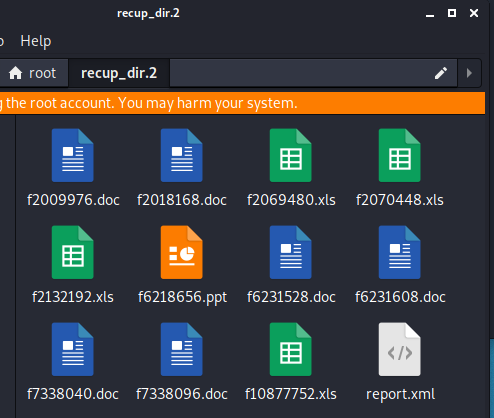 recup_dir.2
Help
root
recup_dir.2
the root account. You may harm your system.
f2009976.doc
f2018168.doc
f2069480.xls
f2070448.xls
f2132192.xls
f6218656.ppt
f6231528.doc
f6231608.doc
f7338040.doc
f7338096.doc
f10877752.xls
report.xml